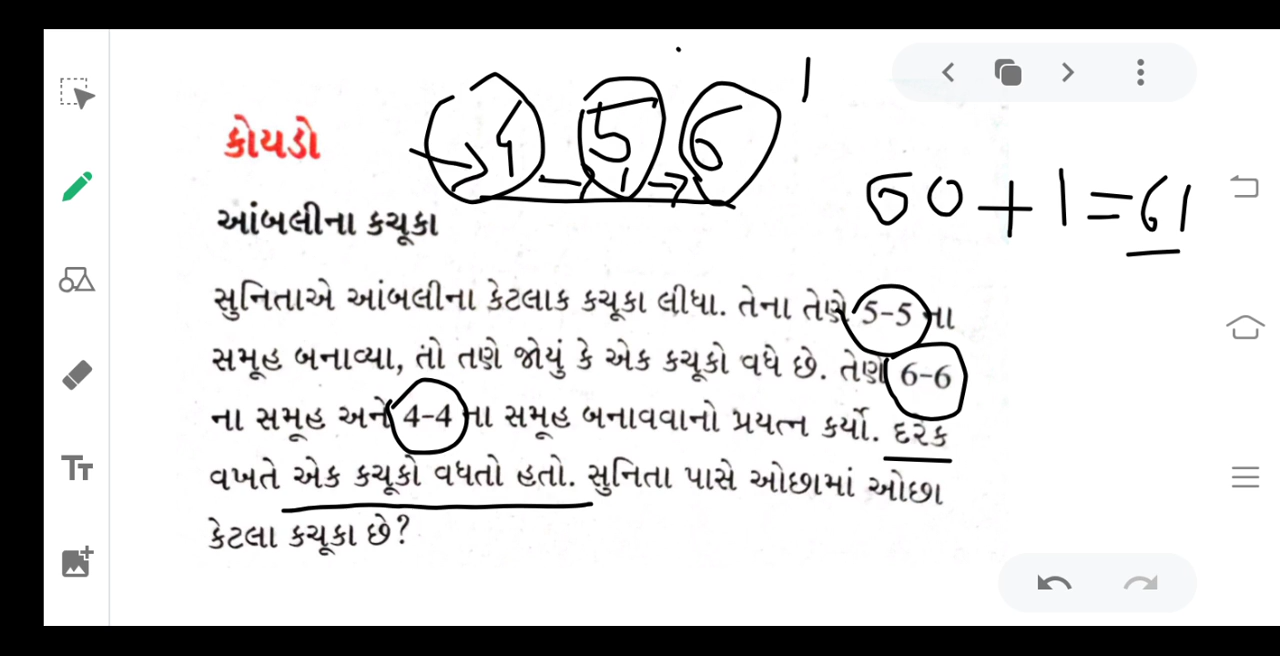 4 5 6 1
કોયડો
60+1=61
આંબલીના કચૂકા
સુનિતાએ આંબલીના કેટલાક કચૂકા લીધા. તેના તેણે 5-5 ના
સમૂહ બનાવ્યા, તો તણે જોયું કે એક કચૂકો વધે છે. તેણે 6-6
ના સમૂહ અને 4-4 ના સમૂહ બનાવવાનો પ્રયત્ન કર્યો. દરેક
વખતે એક કચૂકો વધતો હતો. સુનિતા પાસે ઓછામાં ઓછા
કેટલા કચૂકા છે?
TT